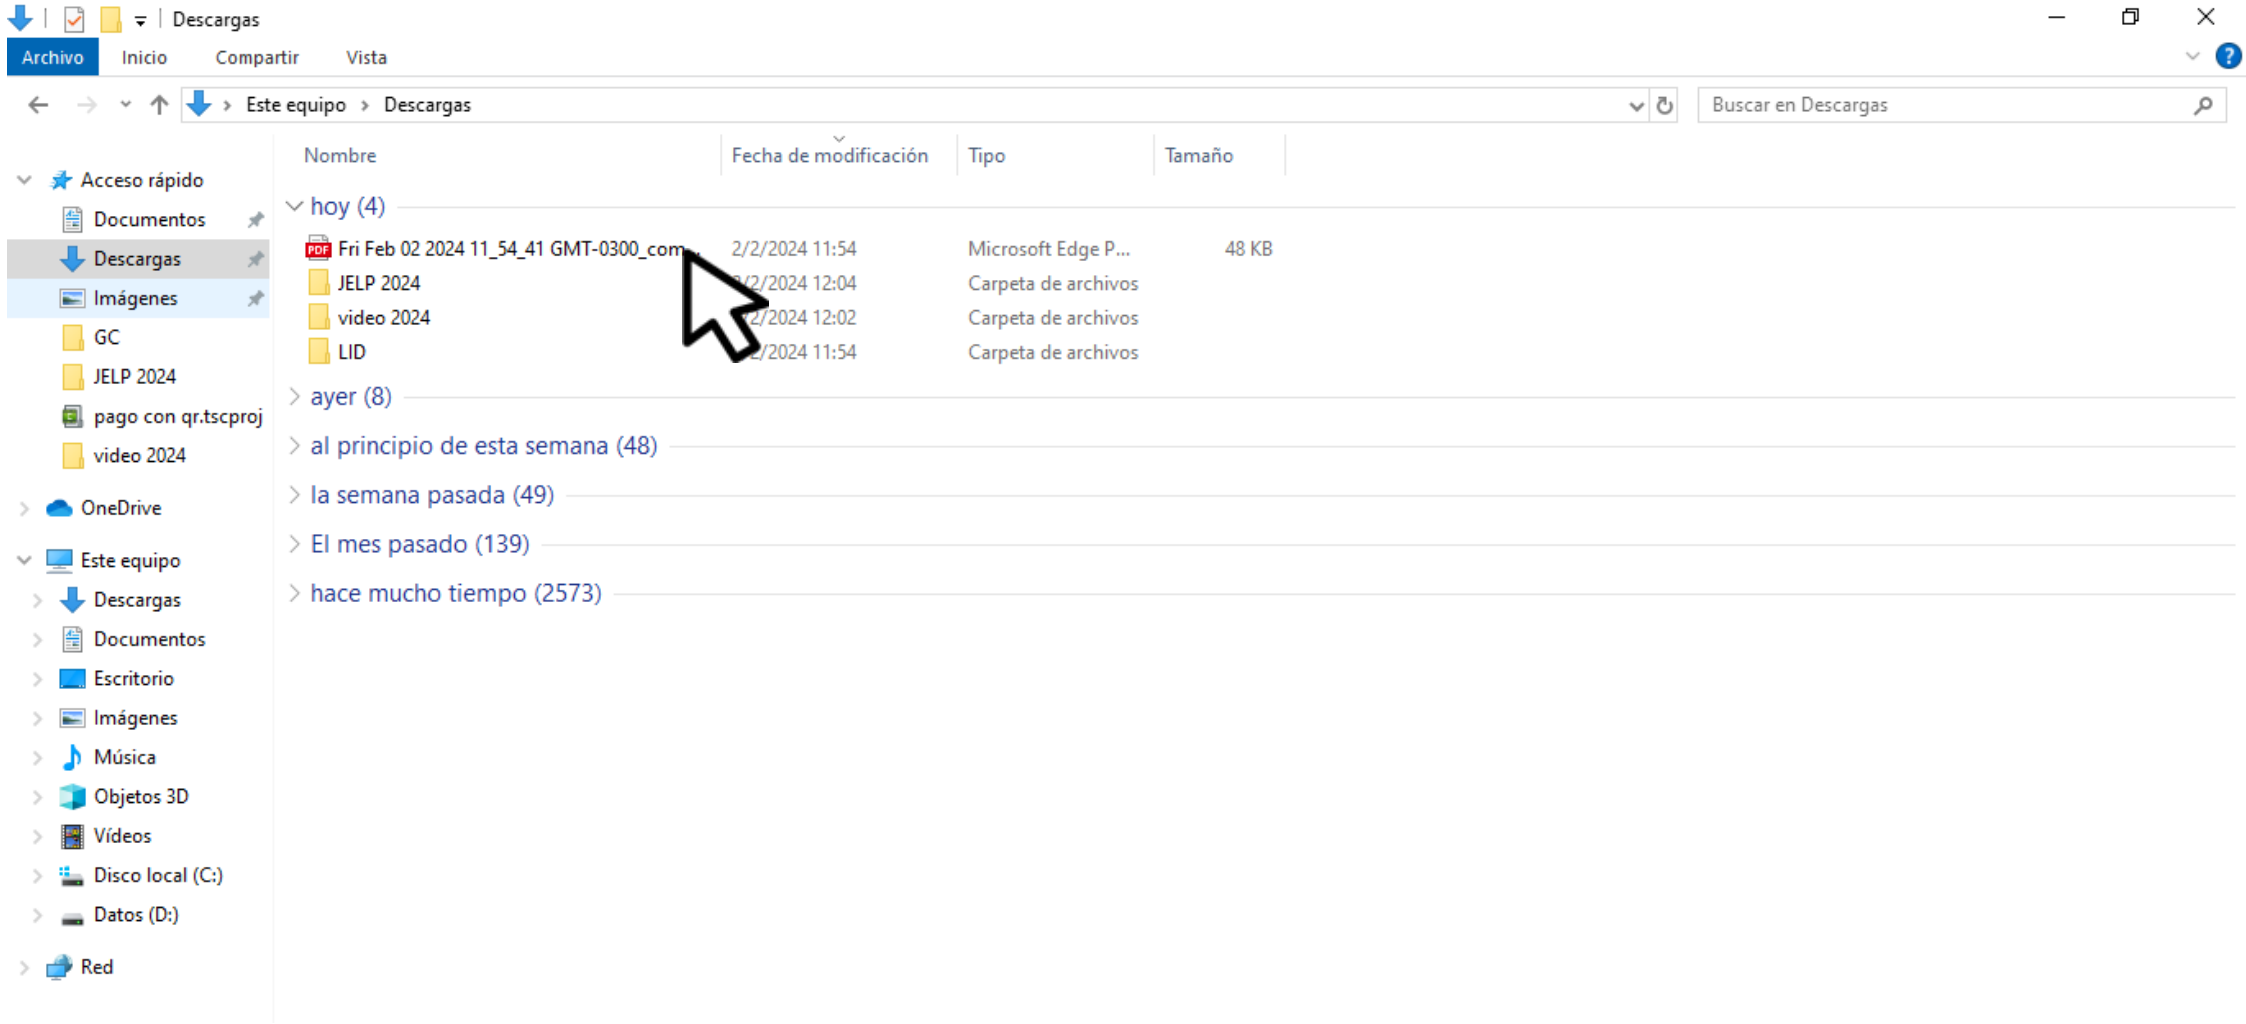 Descargas
Archivo Inicio Compartir Vista
Este equipo > Descargas
Buscar en Descargas
Nombre Fecha de modificación Tipo Tamaño
Acceso rápido
Documentos
Descargas
Imágenes
GC
JELP 2024
pago con qr.tscproj
video 2024
OneDrive
Este equipo
Descargas
Documentos
Escritorio
Imágenes
Música
Objetos 3D
Vídeos
Disco local (C:)
Datos (D:)
Red
hoy (4)
PDF Fri Feb 02 2024 11_54_41 GMT-0300_com... 2/2/2024 11:54 Microsoft Edge P... 48 KB
JELP 2024 /2/2024 12:04 Carpeta de archivos
video 2024 2/2024 12:02 Carpeta de archivos
LID /2024 11:54 Carpeta de archivos
ayer (8)
al principio de esta semana (48)
la semana pasada (49)
El mes pasado (139)
hace mucho tiempo (2573)